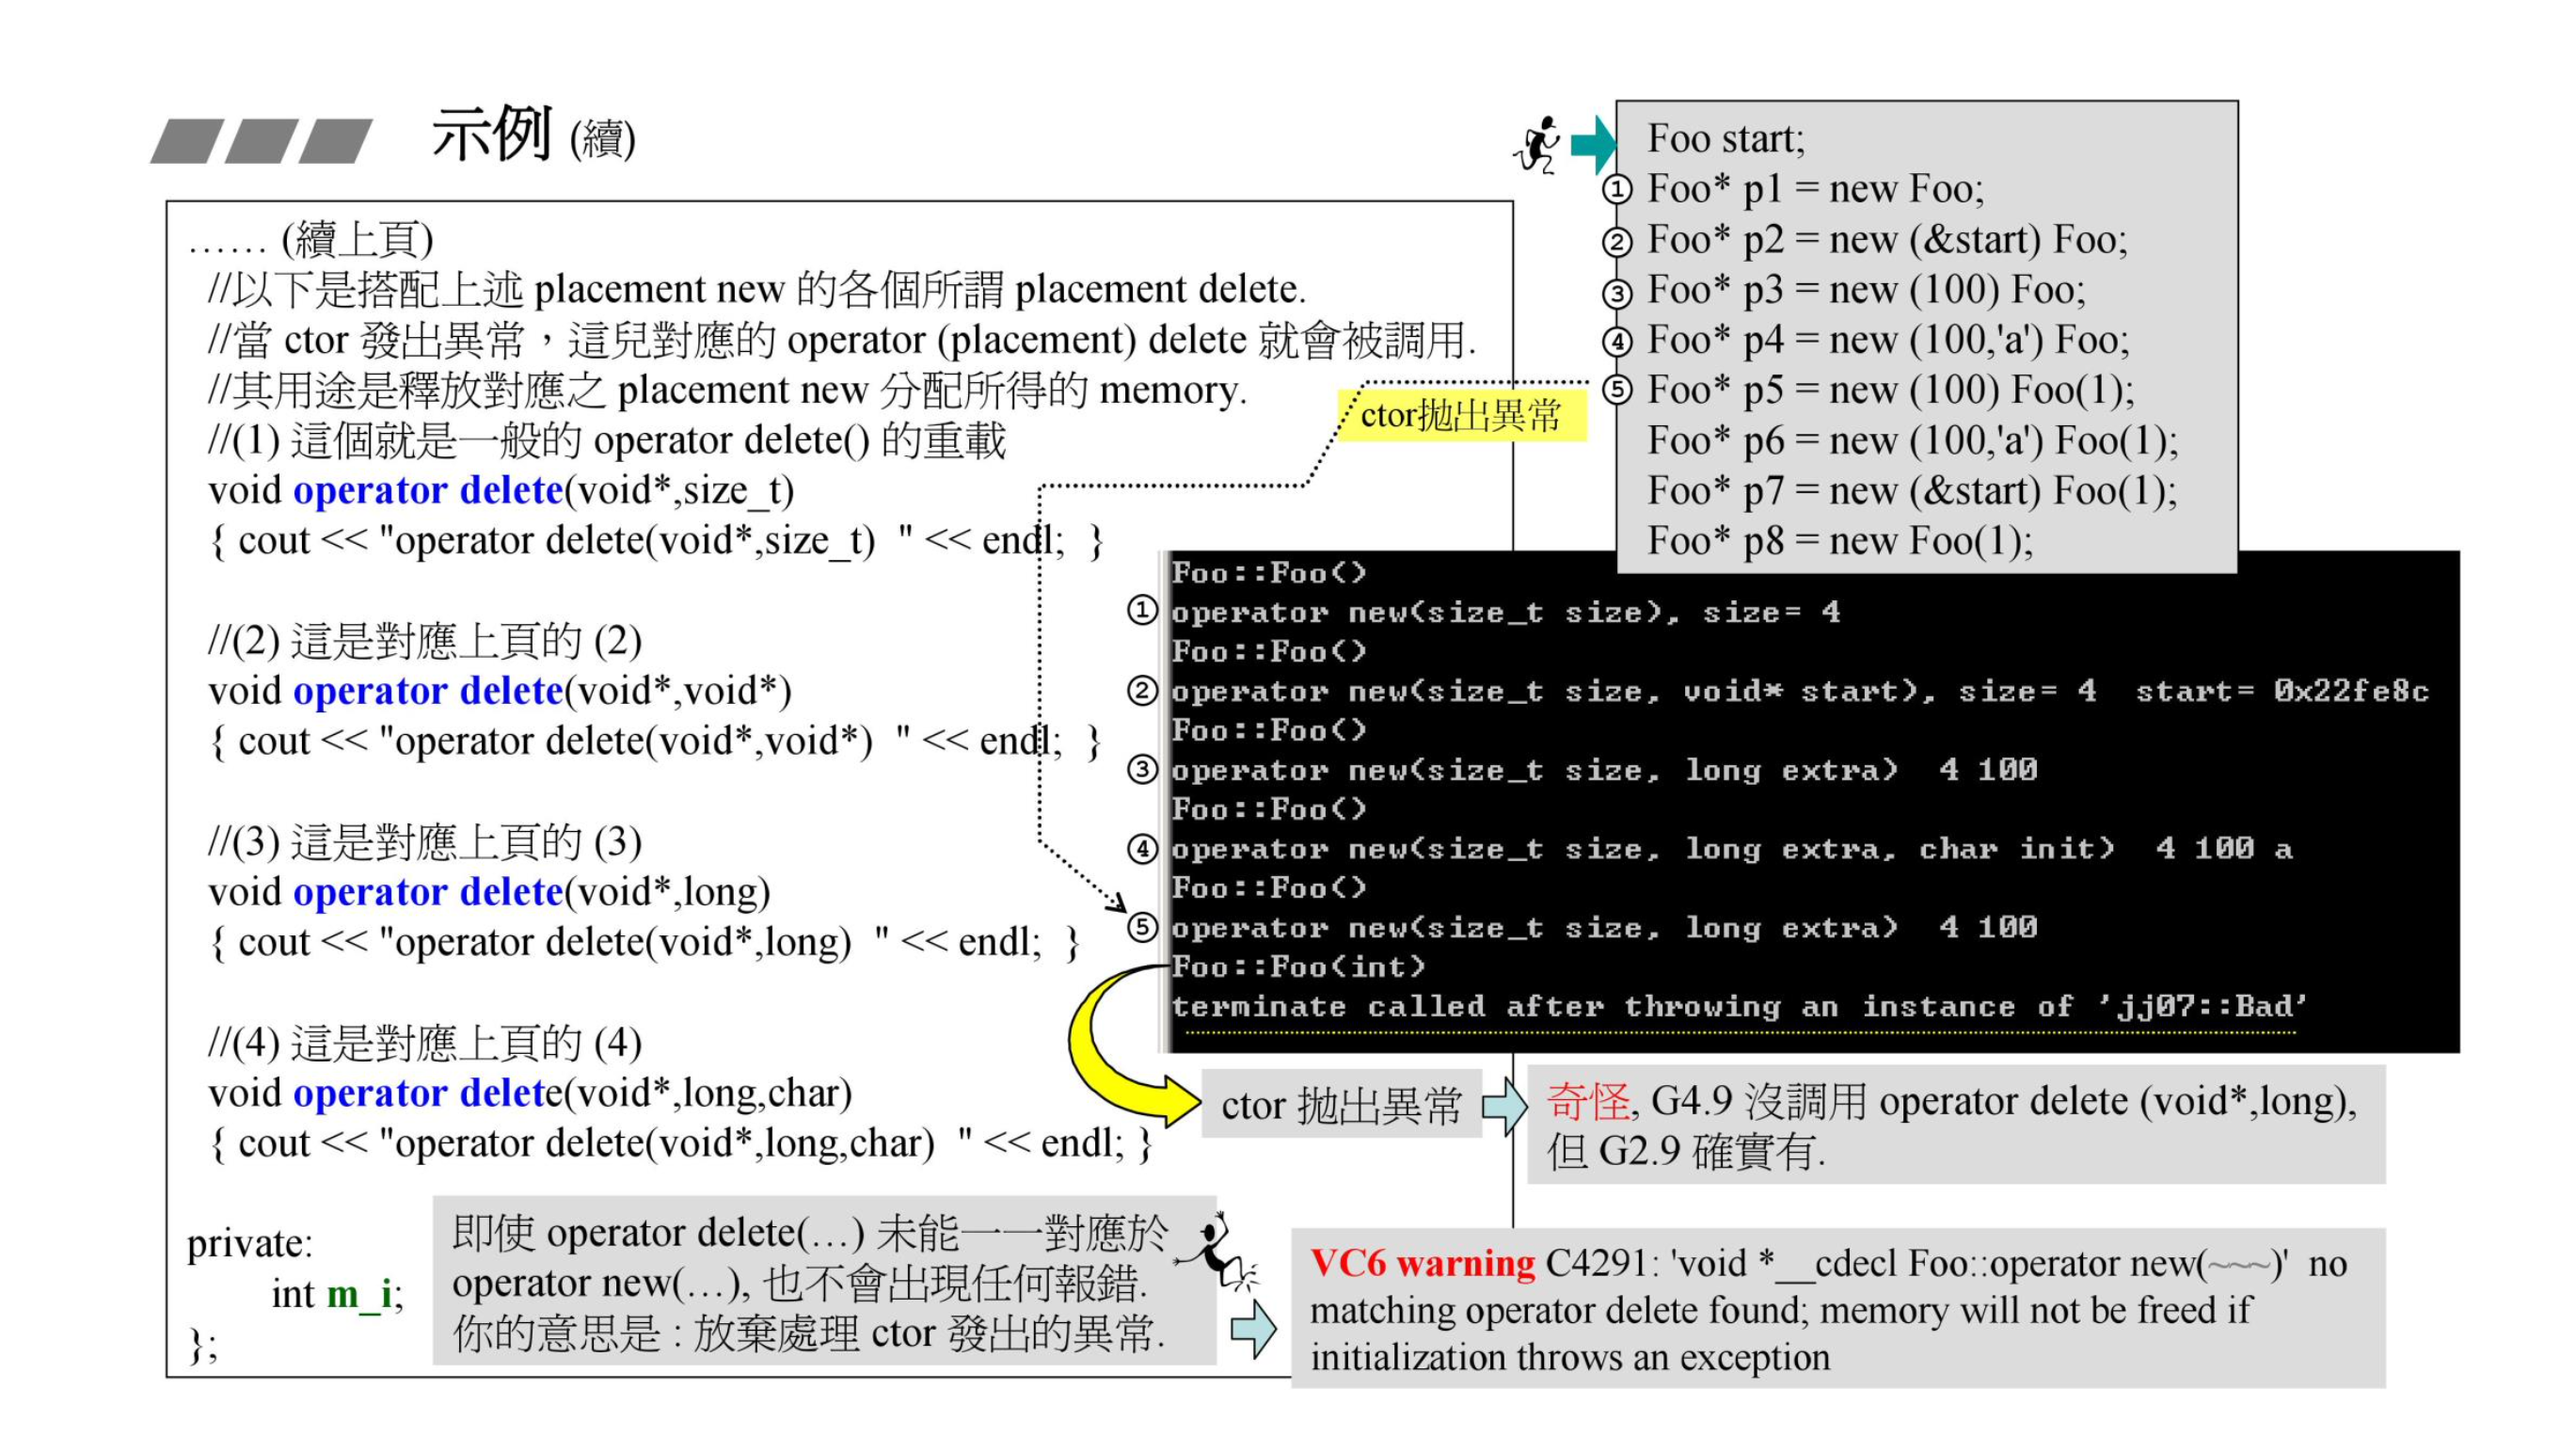 示例 (續)
…… (續上頁)
//以下是搭配上述 placement new 的各個所謂 placement delete.
//當 ctor 發出異常，這兒對應的 operator (placement) delete 就會被調用.
//其用途是釋放對應之 placement new 分配所得的 memory.
//(1) 這個就是一般的 operator delete() 的重載
void operator delete(void*,size_t)
{ cout << "operator delete(void*,size_t)  " << endl;  }
//(2) 這是對應上頁的 (2)
void operator delete(void*,void*)
{ cout << "operator delete(void*,void*)  " << endl;  }
//(3) 這是對應上頁的 (3)
void operator delete(void*,long)
{ cout << "operator delete(void*,long)  " << endl;  }
//(4) 這是對應上頁的 (4)
void operator delete(void*,long,char)
{ cout << "operator delete(void*,long,char)  " << endl; }
private:
int m_i;
};
即使 operator delete(…) 未能一一對應於
operator new(…), 也不會出現任何報錯.
你的意思是 : 放棄處理 ctor 發出的異常.
Foo start;
① Foo* p1 = new Foo;
② Foo* p2 = new (&start) Foo;
③ Foo* p3 = new (100) Foo;
④ Foo* p4 = new (100,'a') Foo;
⑤ Foo* p5 = new (100) Foo(1);
Foo* p6 = new (100,'a') Foo(1);
Foo* p7 = new (&start) Foo(1);
Foo* p8 = new Foo(1);
ctor拋出異常
Foo::Foo()
① operator new(size_t size), size= 4
Foo::Foo()
② operator new(size_t size, void* start), size= 4  start= 0x22fe8c
Foo::Foo()
③ operator new(size_t size, long extra)  4 100
Foo::Foo()
④ operator new(size_t size, long extra, char init)  4 100 a
Foo::Foo()
⑤ operator new(size_t size, long extra)  4 100
Foo::Foo(int)
terminate called after throwing an instance of 'jj07::Bad'
ctor 拋出異常
奇怪, G4.9 沒調用 operator delete (void*,long),
但 G2.9 確實有.
VC6 warning C4291: 'void *__cdecl Foo::operator new(~~~)'  no
matching operator delete found; memory will not be freed if
initialization throws an exception